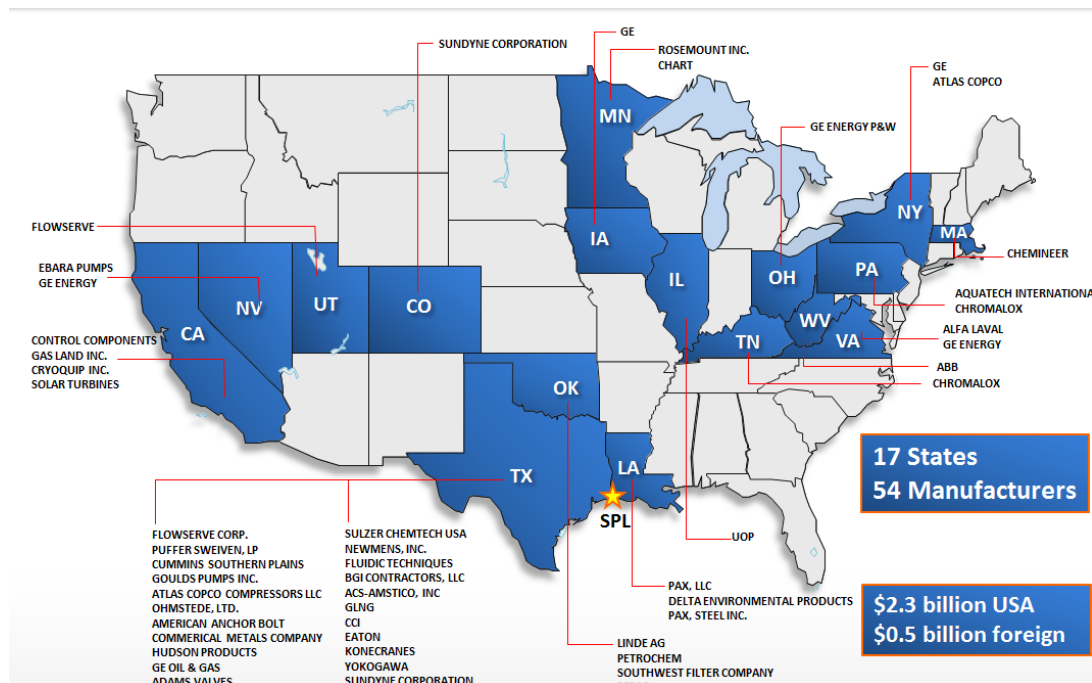 SUNDYNE CORPORATION
GE
ROSEMOUNT INC.
CHART
GE
ATLAS COPCO
GE ENERGY P&W
MN
NY
MA
CHEMINEER
FLOWSERVE
IA
IL
OH
PA
EBARA PUMPS
GE ENERGY
NV
UT
CO
WV
VA
TN
CA
AQUATECH INTERNATIONA
CHROMALOX
ALFA LAVAL
GE ENERGY
ABB
CHROMALOX
CONTROL COMPONENTS
GAS LAND INC.
CRYOQUIP INC.
SOLAR TURBINES
OK
TX
LA
SPL
17 States
54 Manufacturers
UOP
FLOWSERVE CORP.
PUFFER SWEIVEN, LP
CUMMINS SOUTHERN PLAINS
GOULDS PUMPS INC.
ATLAS COPCO COMPRESSORS LLC
OHMSTEDE, LTD.
AMERICAN ANCHOR BOLT
COMMERICAL METALS COMPANY
HUDSON PRODUCTS
GE OIL & GAS
ADAMS VALVES
SULZER CHEMTECH USA
NEWMENS, INC.
FLUIDIC TECHNIQUES
BGI CONTRACTORS, LLC
ACS-AMSTICO, INC
GLNG
CCI
EATON
KONECRANES
YOKOGAWA
SUNDYNE CORPORATION
PAX, LLC
DELTA ENVIRONMENTAL PRODUCTS
PAX, STEEL INC.
LINDE AG
PETROCHEM
SOUTHWEST FILTER COMPANY
$2.3 billion USA
$0.5 billion foreign